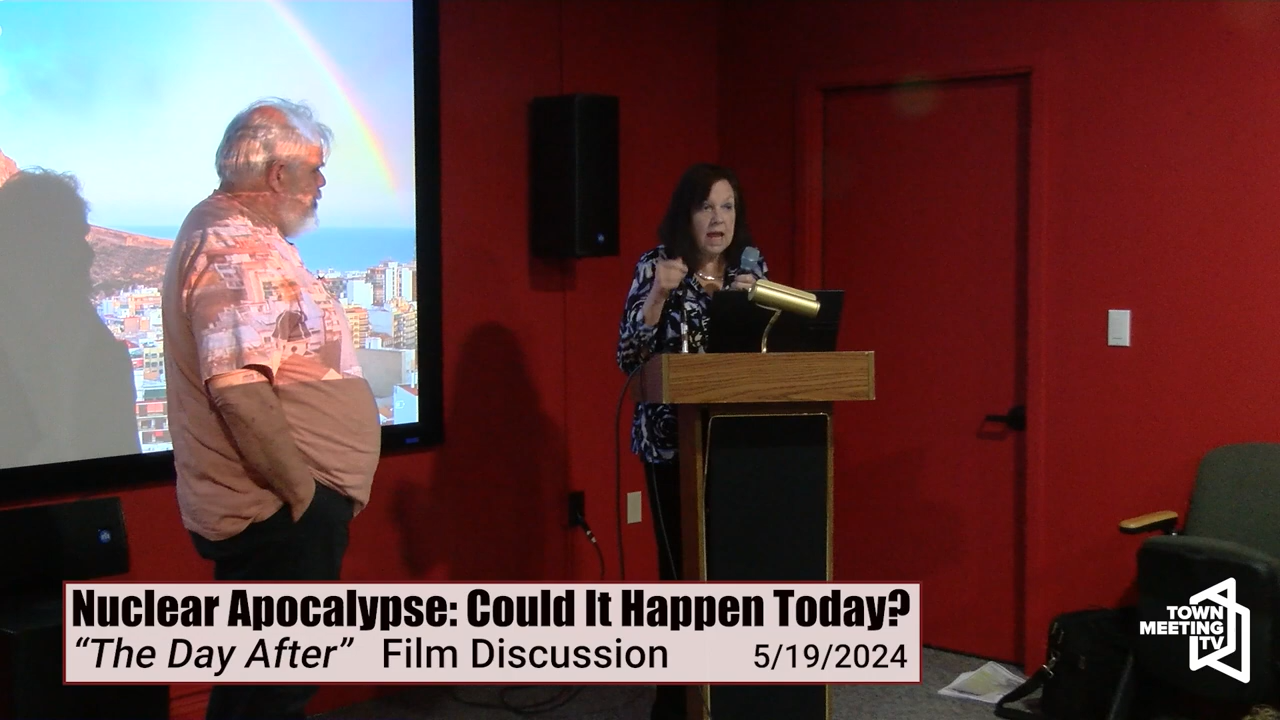 Nuclear Apocalypse: Could It Happen Today?
“The Day After” Film Discussion 5/19/2024
TOWN
MEETING
TV